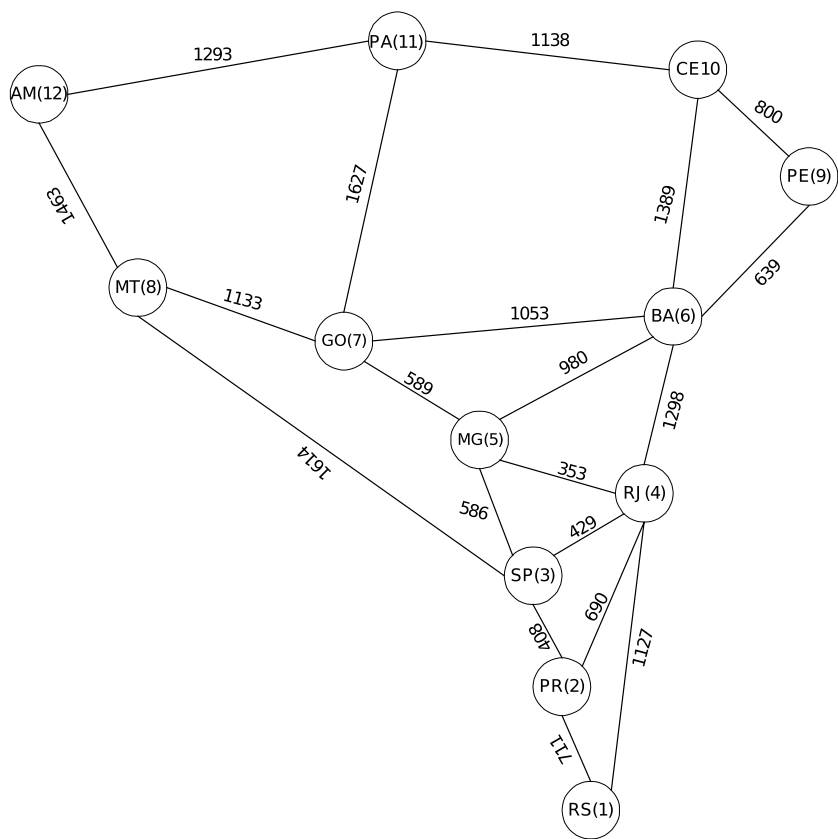 PA(11)
1138
1293
CE10
AM(12)
800
PE(9)
1627
1463
1389
639
MT(8)
1133
1053
BA(6)
GO(7)
980
589
1298
MG(5)
353
1614
RJ(4)
586
429
SP(3)
690
408
1127
PR(2)
711
RS(1)